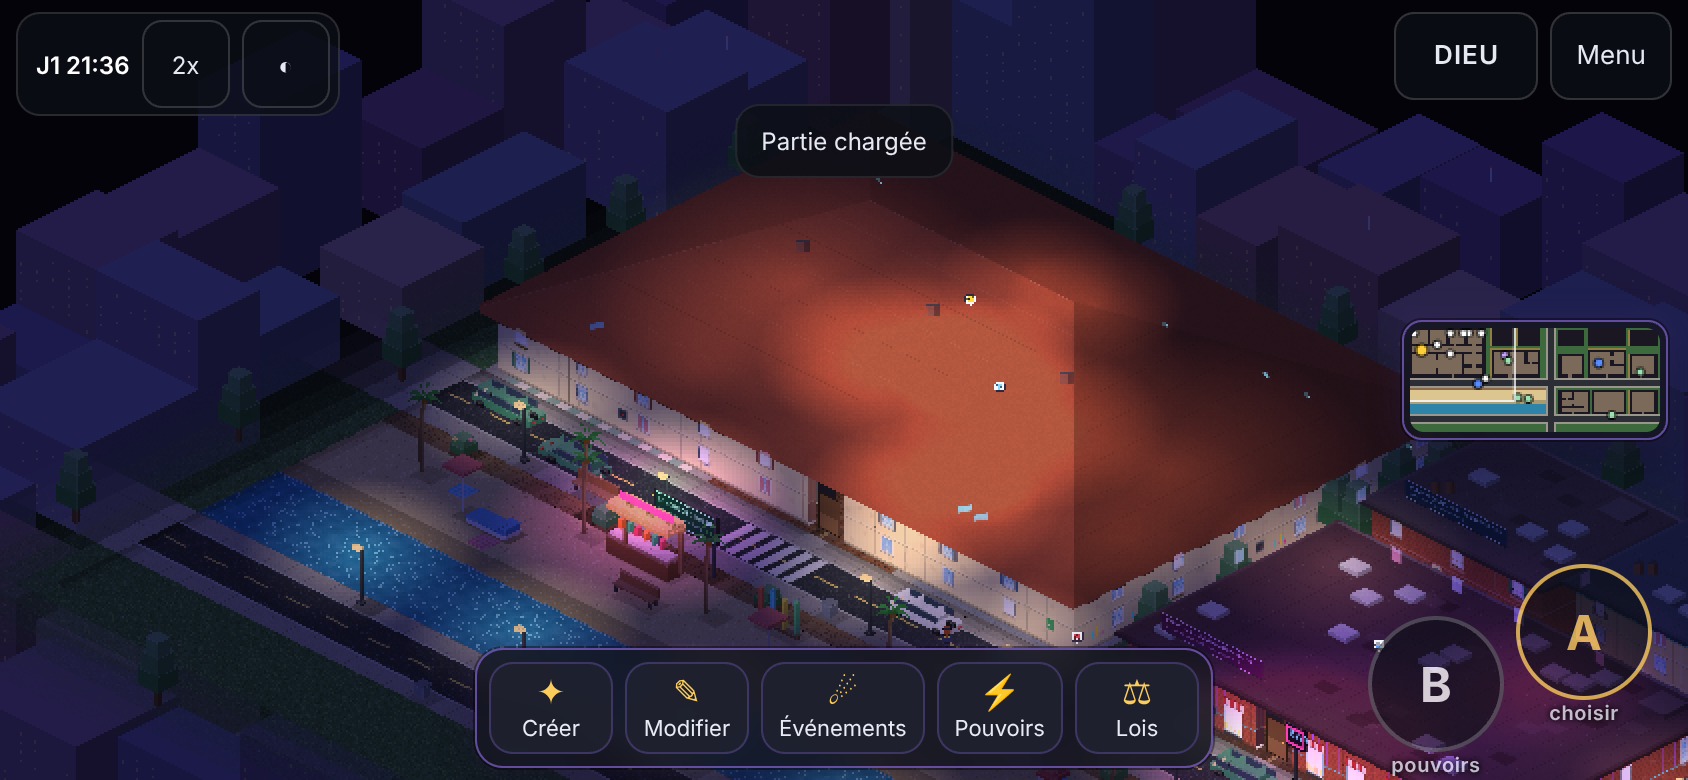 J1 21:36
2x
DIEU
Menu
Partie chargée
A
choisir
B
pouvoirs
Créer
Modifier
Événements
Pouvoirs
Lois